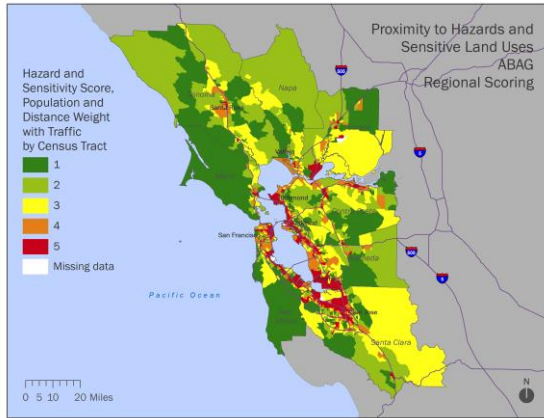 Proximity to Hazards and
Sensitive Land Uses
ABAG
Regional Scoring
Hazard and
Sensitivity Score,
Population and
Distance Weight
with Traffic
by Census Tract
1
2
3
4
5
Missing data
Napa
San Francisco
Santa Clara
Pacific Ocean
0 5 10 20 Miles
N